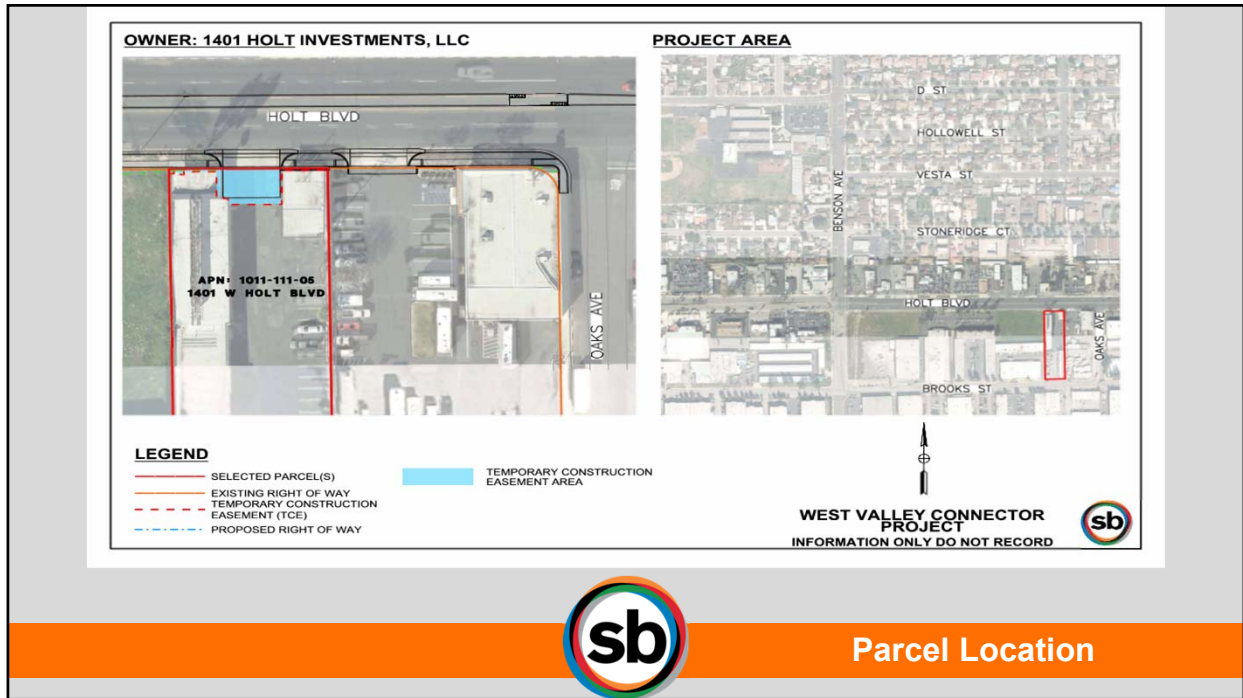 OWNER: 1401 HOLT INVESTMENTS, LLC
HOLT BLVD
APN: 1011-111-05
1401 W HOLT BLVD
OAKS AVE
PROJECT AREA
D ST
HOLLOWELL ST
VESTA ST
BENSON AVE
STONERIDGE CT
HOLT BLVD
OAKS AVE
BROOKS ST
LEGEND
SELECTED PARCEL(S)
EXISTING RIGHT OF WAY
TEMPORARY CONSTRUCTION
EASEMENT (TCE)
PROPOSED RIGHT OF WAY
TEMPORARY CONSTRUCTION
EASEMENT AREA
WEST VALLEY CONNECTOR
PROJECT
INFORMATION ONLY DO NOT RECORD
sb
sb
Parcel Location